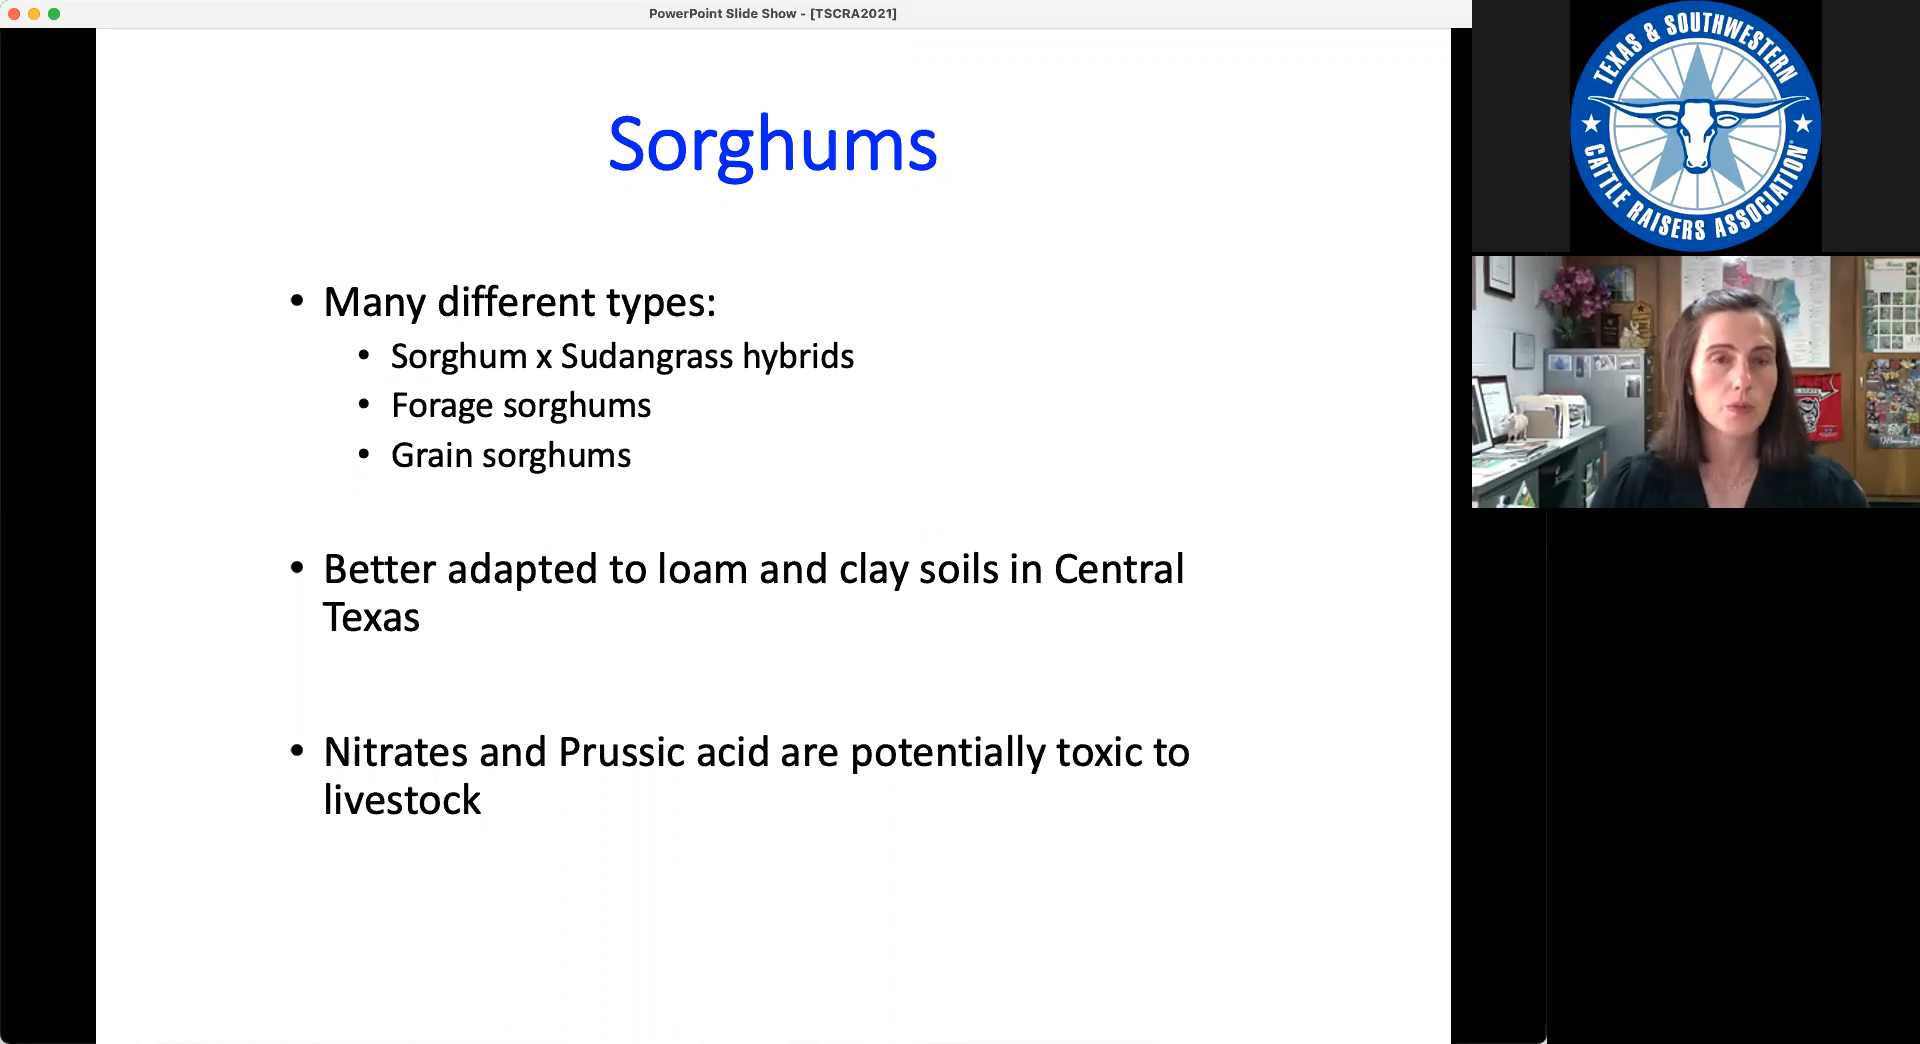 PowerPoint Slide Show - [TSCRA2021]
TEXAS & SOUTHWESTERN
CATTLE RAISERS ASSOCIATION
Sorghums
• Many different types:
• Sorghum x Sudangrass hybrids
• Forage sorghums
• Grain sorghums
• Better adapted to loam and clay soils in Central
Texas
• Nitrates and Prussic acid are potentially toxic to
livestock